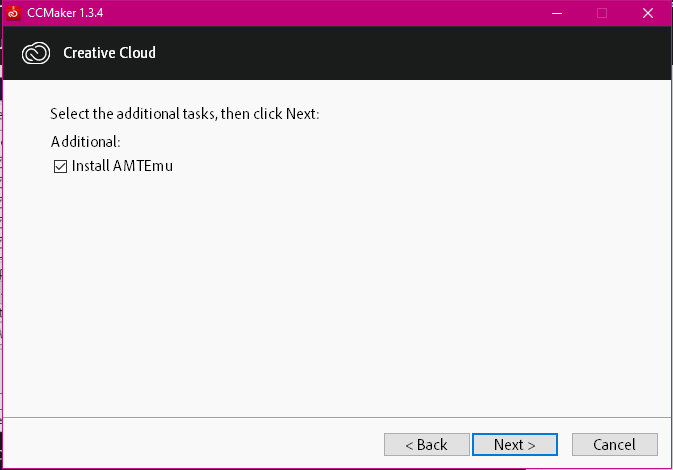 CCMaker 1.3.4
Creative Cloud
Select the additional tasks, then click Next:
Additional:
Install AMTEmu
< Back
Next >
Cancel